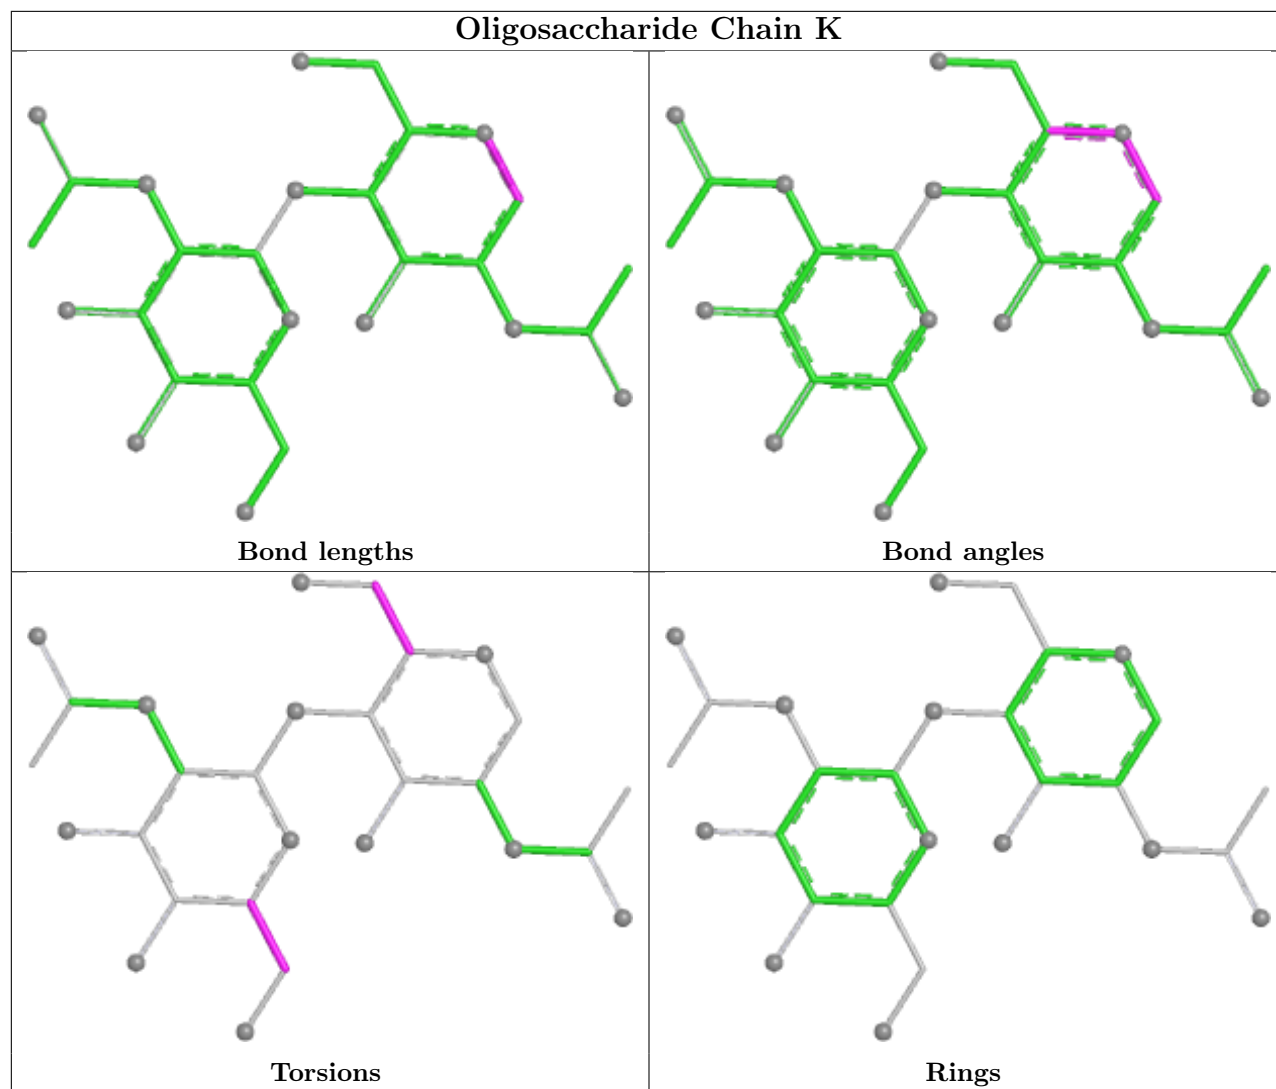 Oligosaccharide Chain K
Bond lengths
Bond angles
Torsions
Rings